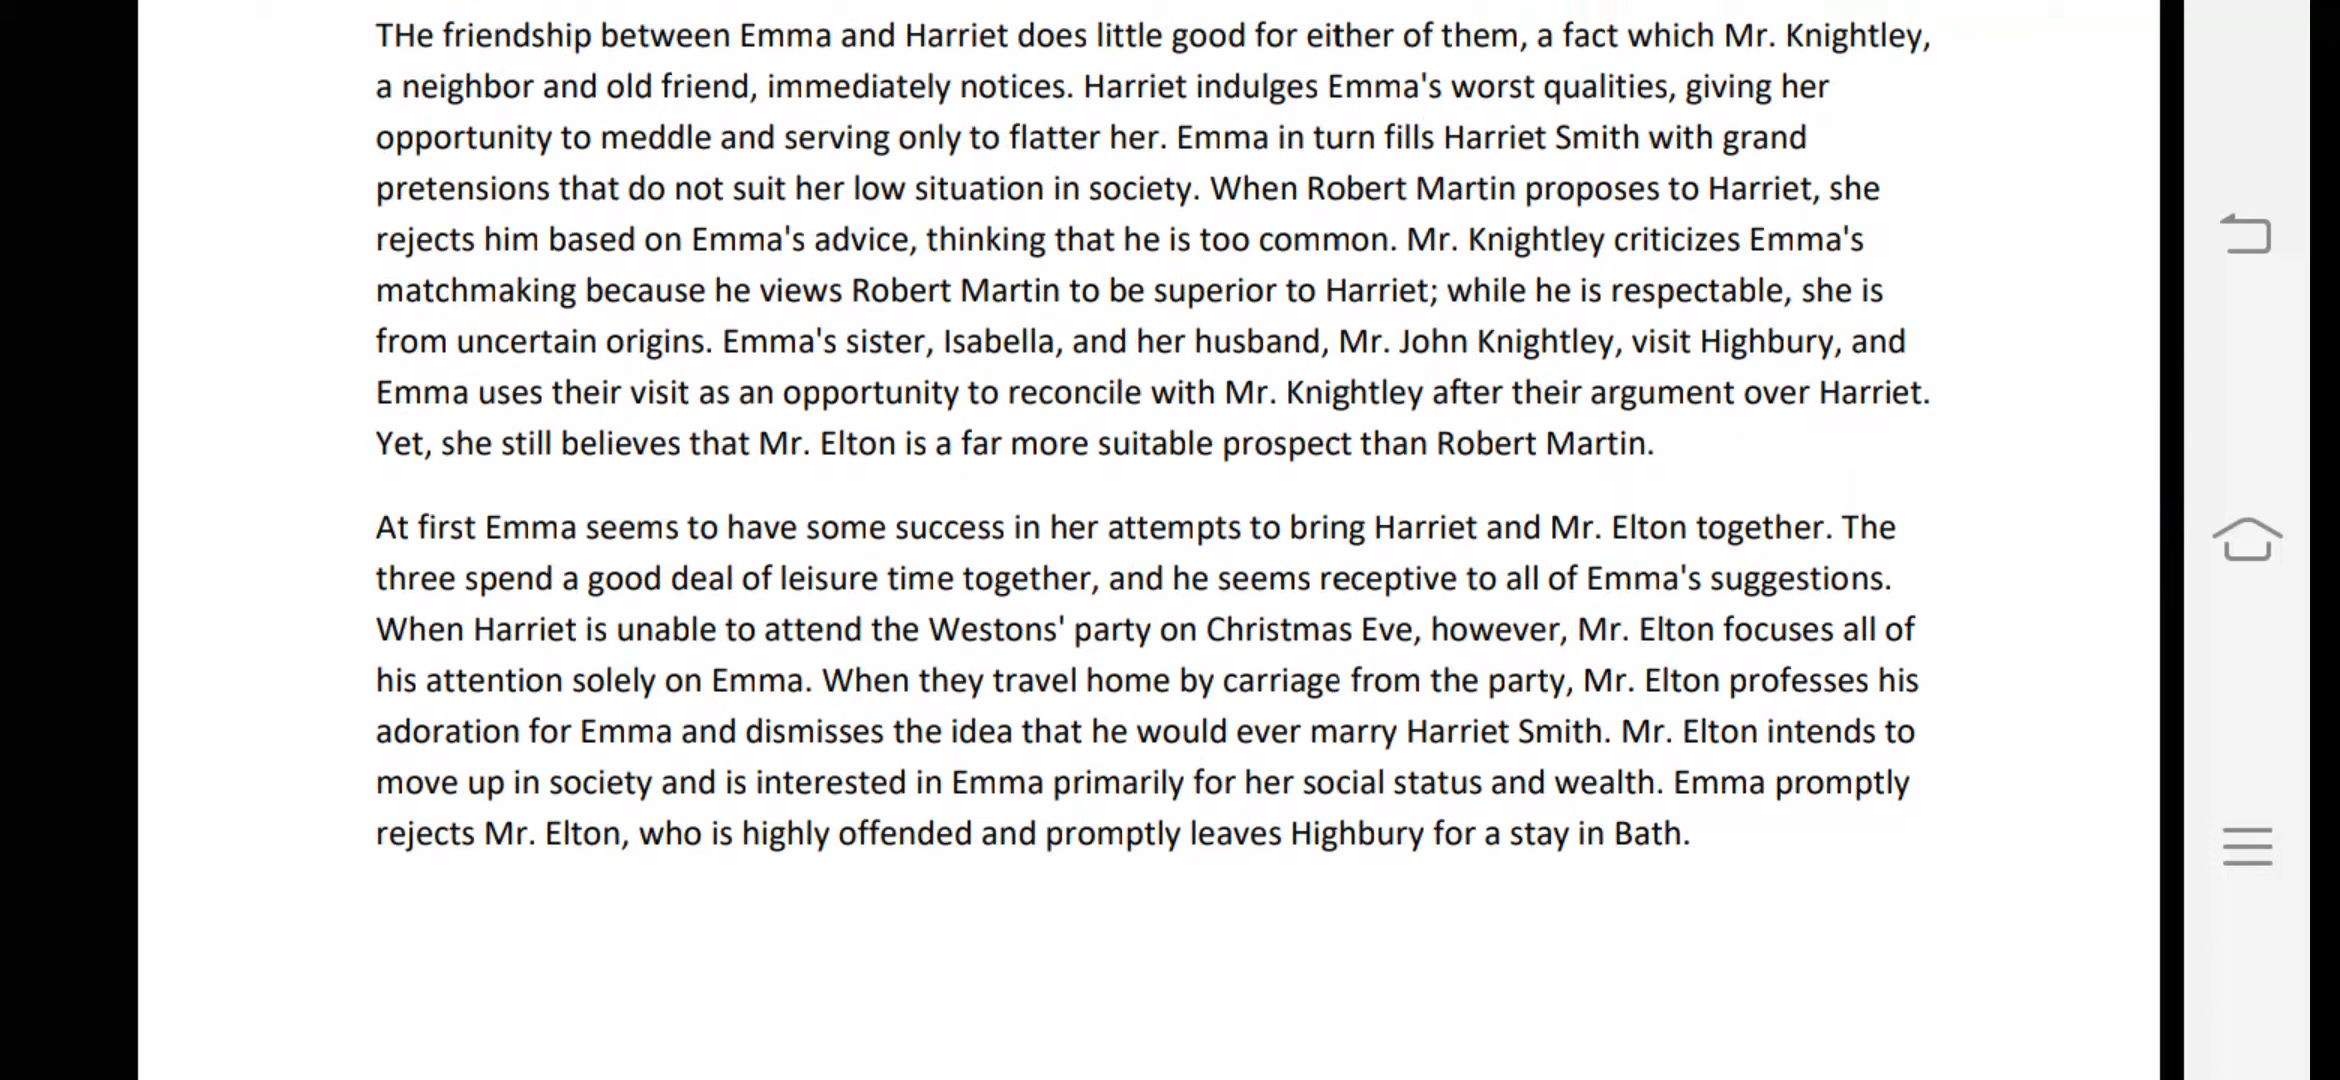 THe friendship between Emma and Harriet does little good for either of them, a fact which Mr. Knightley,
a neighbor and old friend, immediately notices. Harriet indulges Emma's worst qualities, giving her
opportunity to meddle and serving only to flatter her. Emma in turn fills Harriet Smith with grand
pretensions that do not suit her low situation in society. When Robert Martin proposes to Harriet, she
rejects him based on Emma's advice, thinking that he is too common. Mr. Knightley criticizes Emma's
matchmaking because he views Robert Martin to be superior to Harriet; while he is respectable, she is
from uncertain origins. Emma's sister, Isabella, and her husband, Mr. John Knightley, visit Highbury, and
Emma uses their visit as an opportunity to reconcile with Mr. Knightley after their argument over Harriet.
Yet, she still believes that Mr. Elton is a far more suitable prospect than Robert Martin.
At first Emma seems to have some success in her attempts to bring Harriet and Mr. Elton together. The
three spend a good deal of leisure time together, and he seems receptive to all of Emma's suggestions.
When Harriet is unable to attend the Westons' party on Christmas Eve, however, Mr. Elton focuses all of
his attention solely on Emma. When they travel home by carriage from the party, Mr. Elton professes his
adoration for Emma and dismisses the idea that he would ever marry Harriet Smith. Mr. Elton intends to
move up in society and is interested in Emma primarily for her social status and wealth. Emma promptly
rejects Mr. Elton, who is highly offended and promptly leaves Highbury for a stay in Bath.